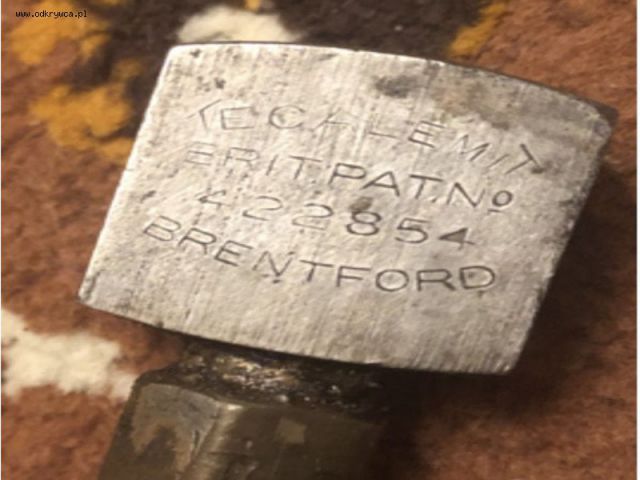 www.odkrywca.pl
TECALEMIT
BRIT.PAT.No
422854
BRENTFORD